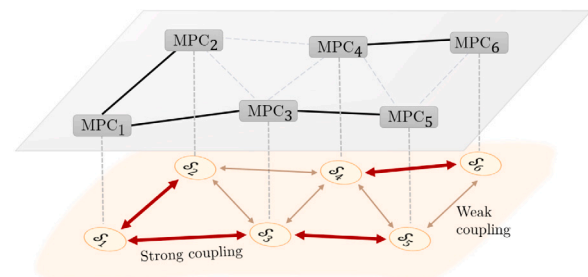 MPC₂
MPC₄
MPC₆
MPC₁
MPC₃
MPC₅
𝒮₂
𝒮₄
𝒮₆
𝒮₁
𝒮₃
𝒮₅
Strong coupling
Weak
coupling